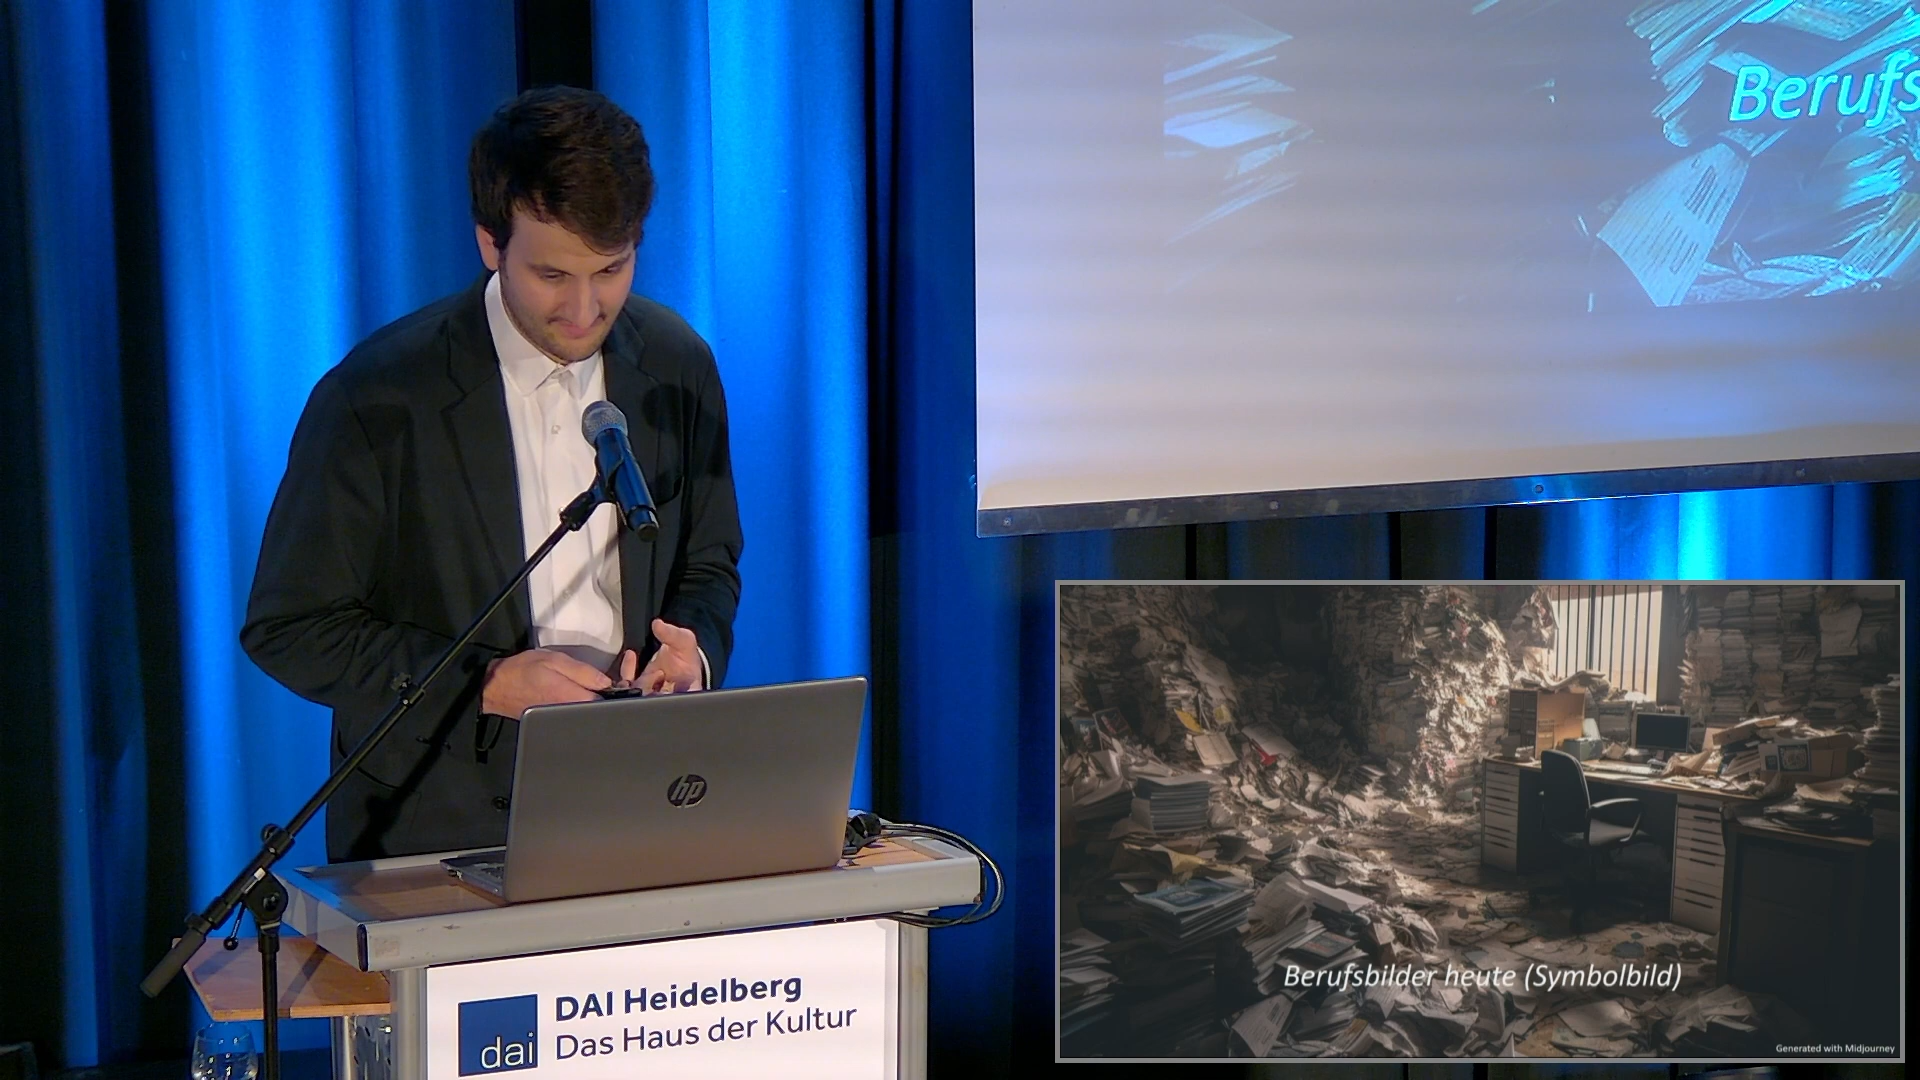 Berufs
hp
dai
DAI Heidelberg
Das Haus der Kultur
Berufsbilder heute (Symbolbild)
Generated with Midjourney